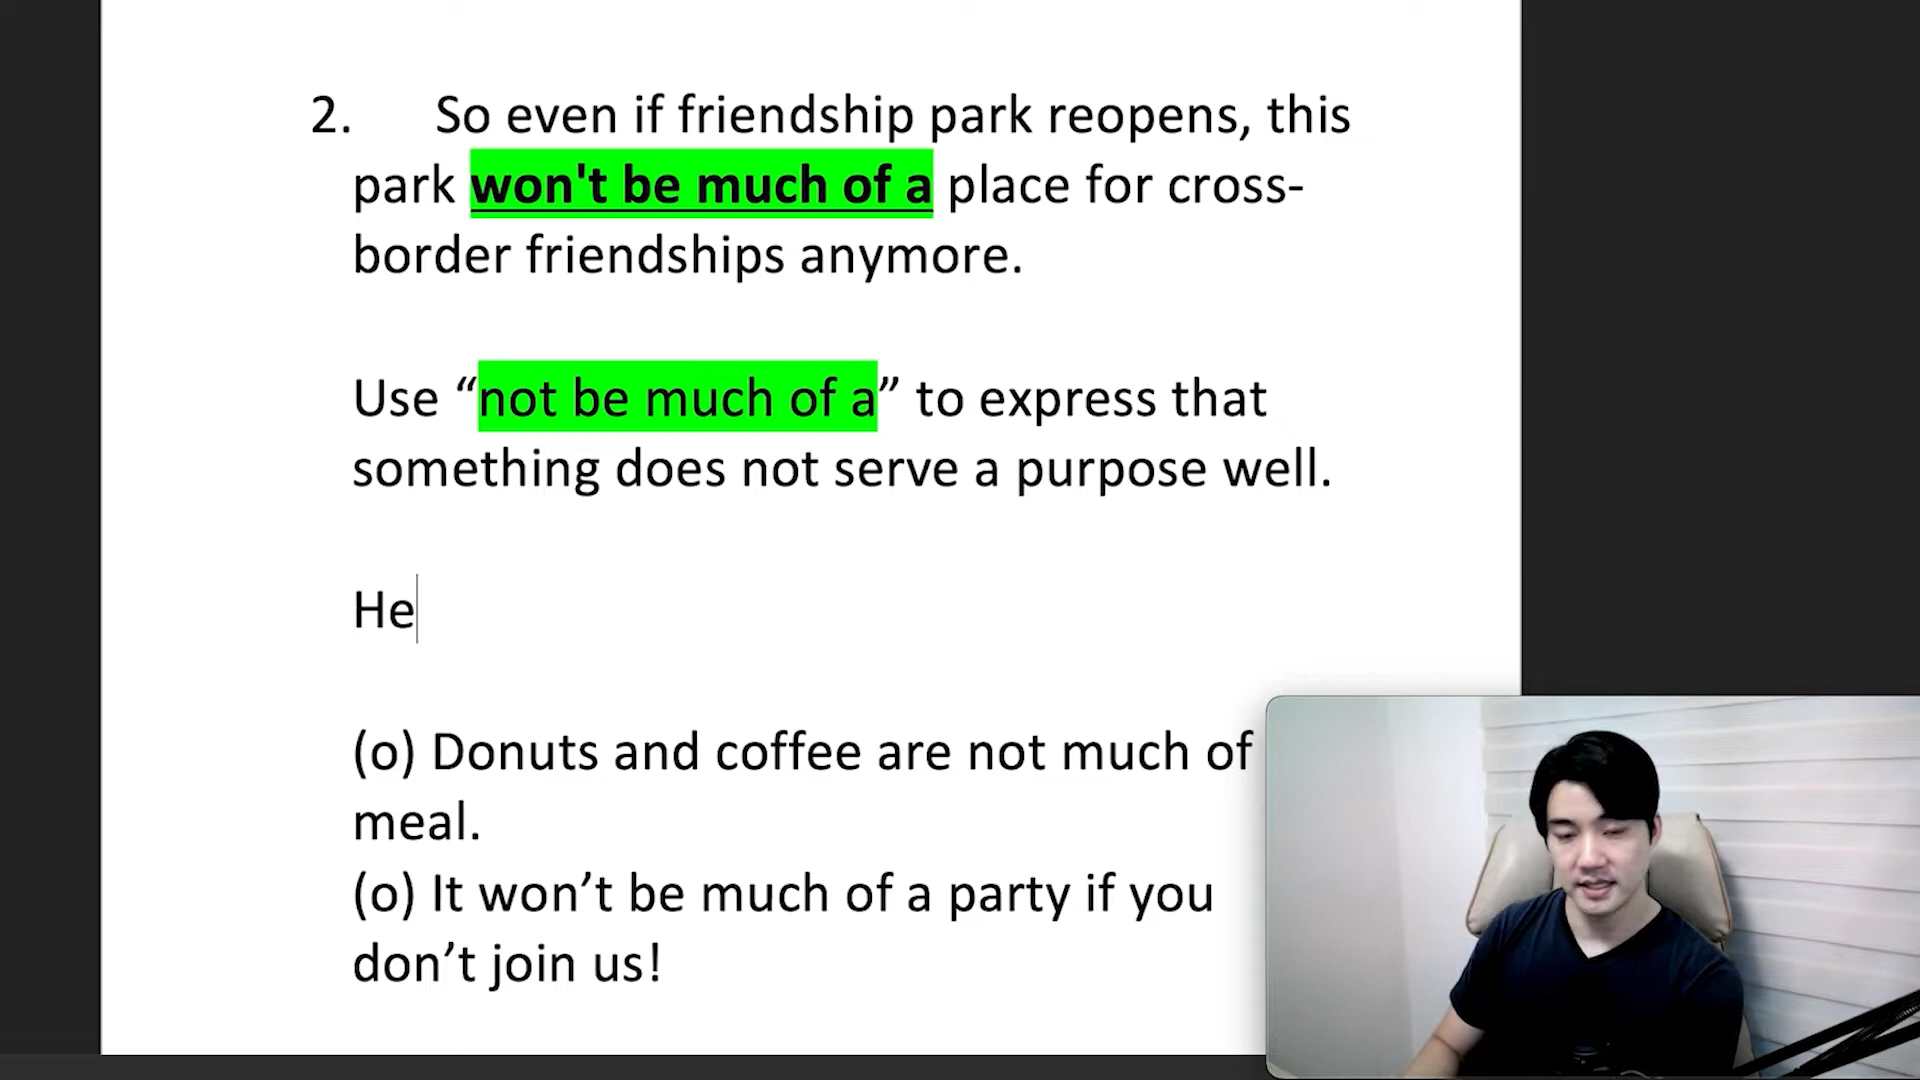 2. So even if friendship park reopens, this
park won't be much of a place for cross-
border friendships anymore.
Use “not be much of a” to express that
something does not serve a purpose well.
He
(o) Donuts and coffee are not much of
meal.
(o) It won’t be much of a party if you
don’t join us!